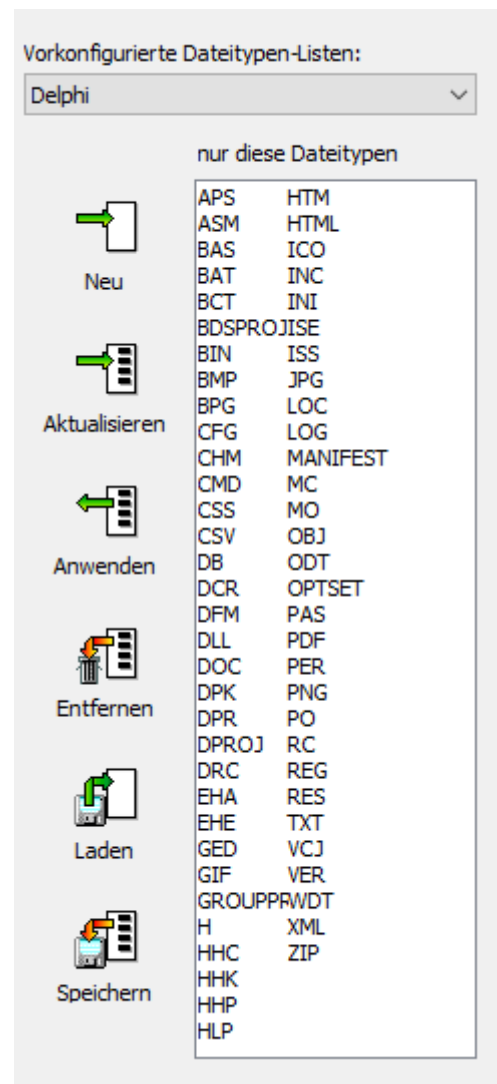 Vorkonfigurierte Dateitypen-Listen:
Delphi
nur diese Dateitypen
Neu
Aktualisieren
Anwenden
Entfernen
Laden
Speichern
APS HTM
ASM HTML
BAS ICO
BAT INC
BCT INI
BDSPROJISE
BIN ISS
BMP JPG
BPG LOC
CFG LOG
CHM MANIFEST
CMD MC
CSS MO
CSV OBJ
DB ODT
DCR OPTSET
DFM PAS
DLL PDF
DOC PER
DPK PNG
DPR PO
DPROJ RC
DRC REG
EHA RES
EHE TXT
GED VCJ
GIF VER
GROUPPRWDT
H XML
HHC ZIP
HHK
HHP
HLP